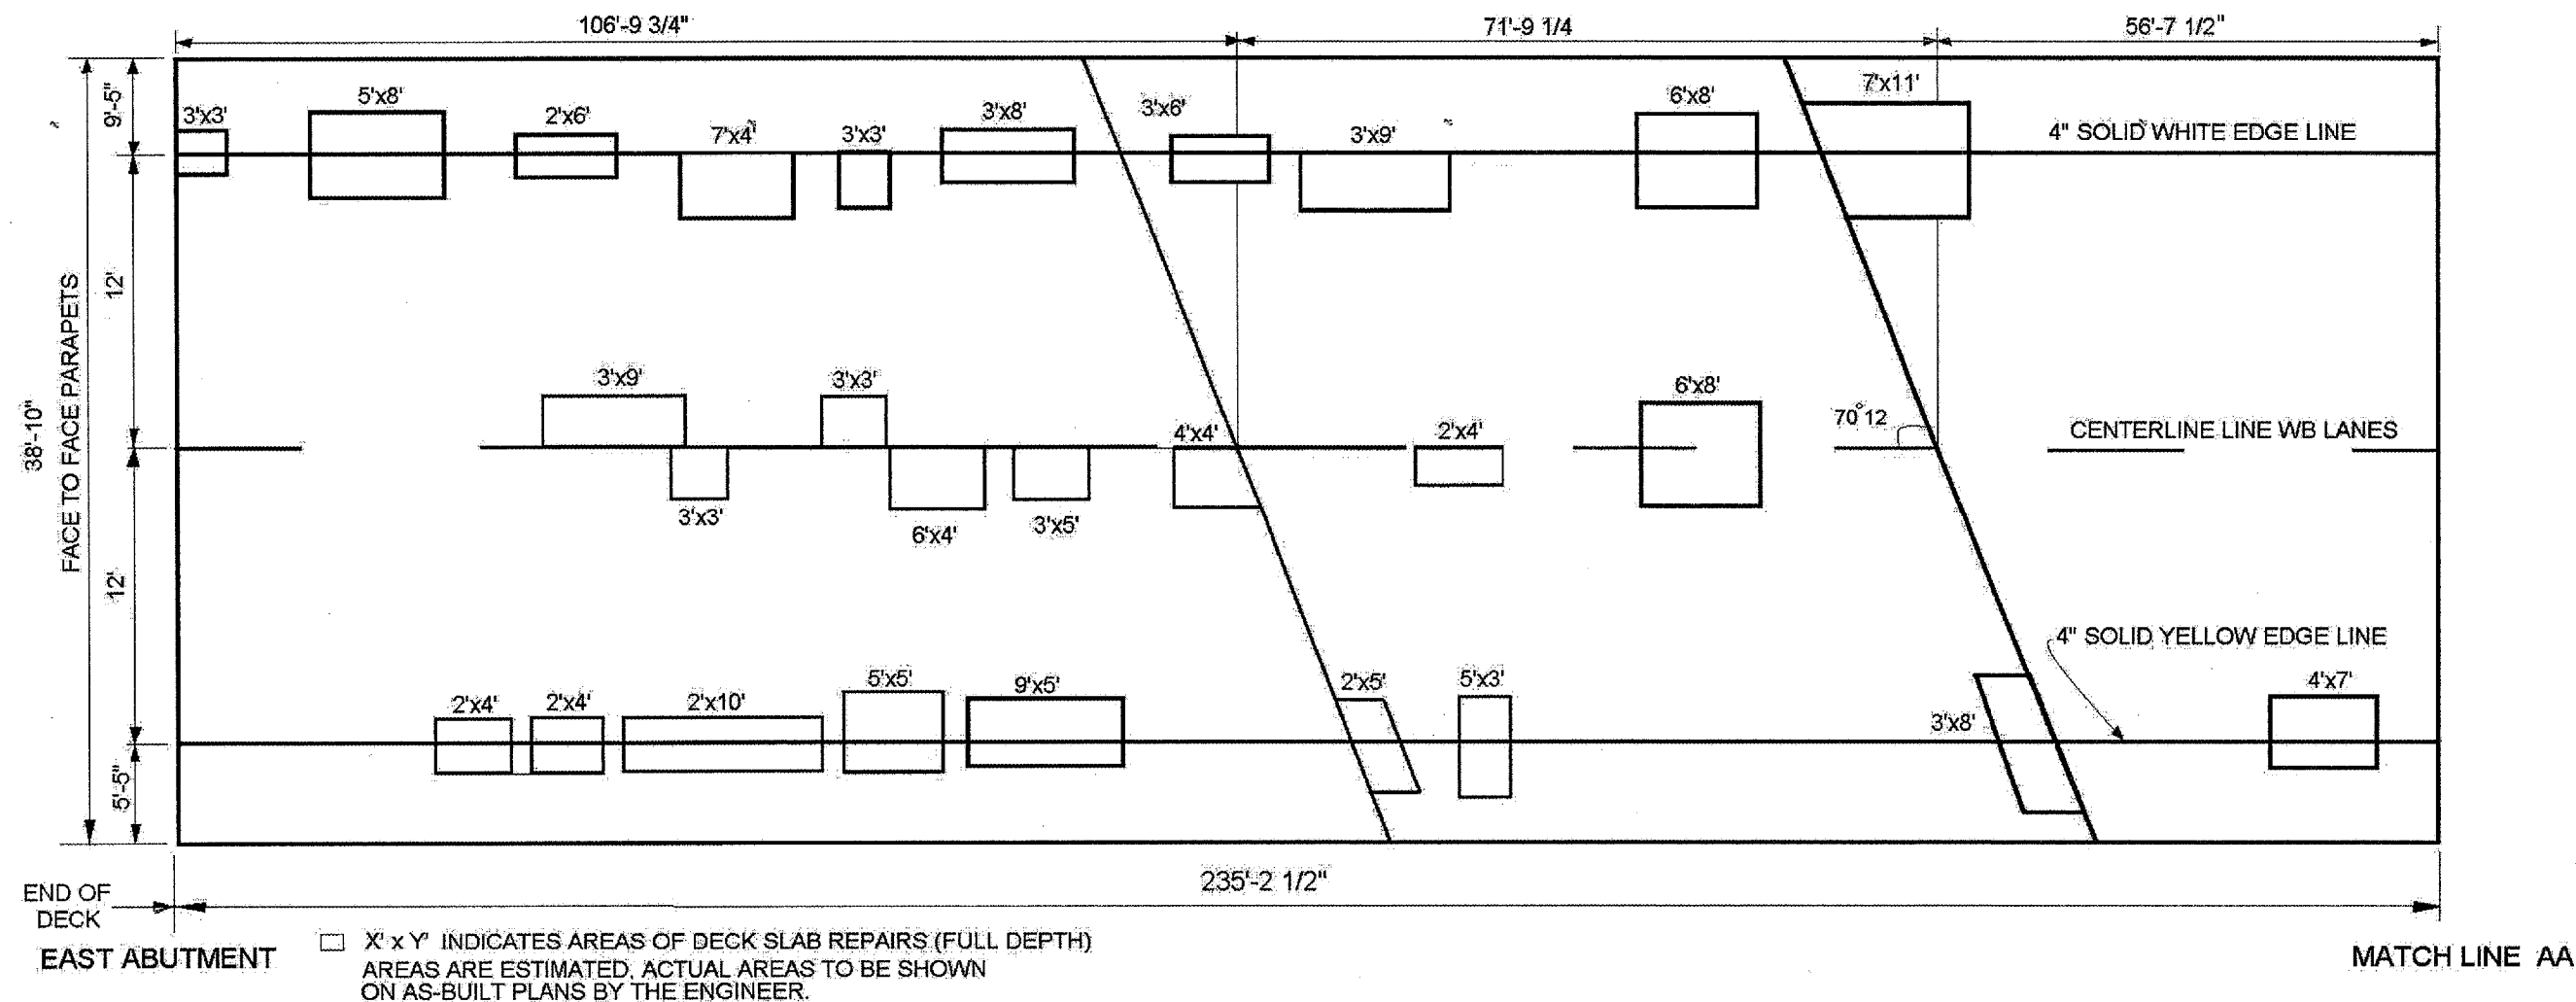 106'-9 3/4"
71'-9 1/4
56'-7 1/2"
9'-5"
12'
12'
5'-5"
38'-10"
FACE TO FACE PARAPETS
3'x3'
5'x8'
2'x6'
7'x4'
3'x3'
3'x8'
3'x6'
3'x9'
6'x8'
7'x11'
4" SOLID WHITE EDGE LINE
3'x9'
3'x3'
3'x3'
6'x4'
3'x5'
4'x4'
2'x4'
6'x8'
70°12
CENTERLINE LINE WB LANES
4" SOLID YELLOW EDGE LINE
2'x4'
2'x4'
2'x10'
5'x5'
9'x5'
2'x5'
5'x3'
3'x8'
4'x7'
235'-2 1/2"
END OF
DECK
EAST ABUTMENT
X' x Y' INDICATES AREAS OF DECK SLAB REPAIRS (FULL DEPTH)
AREAS ARE ESTIMATED. ACTUAL AREAS TO BE SHOWN
ON AS-BUILT PLANS BY THE ENGINEER.
MATCH LINE AA